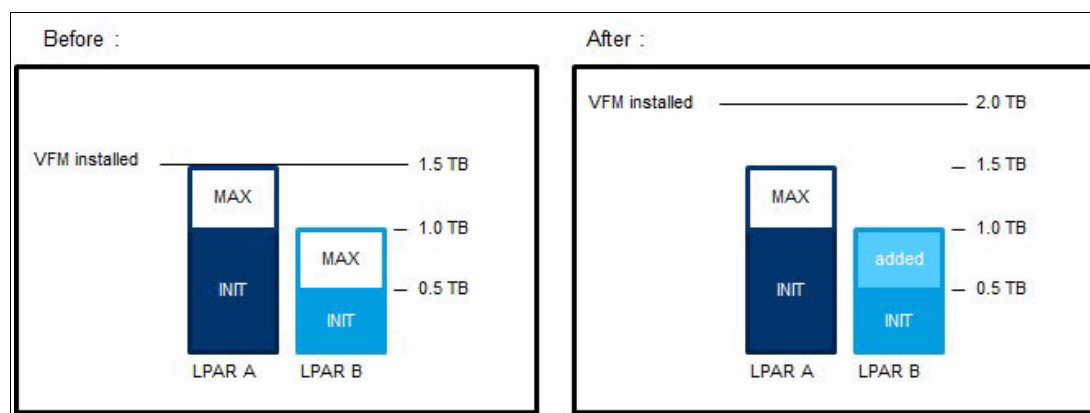 Before :
VFM installed
1.5 TB
MAX
1.0 TB
MAX
INIT
0.5 TB
INIT
LPAR A
LPAR B
After :
VFM installed
2.0 TB
1.5 TB
MAX
1.0 TB
added
INIT
0.5 TB
INIT
LPAR A
LPAR B